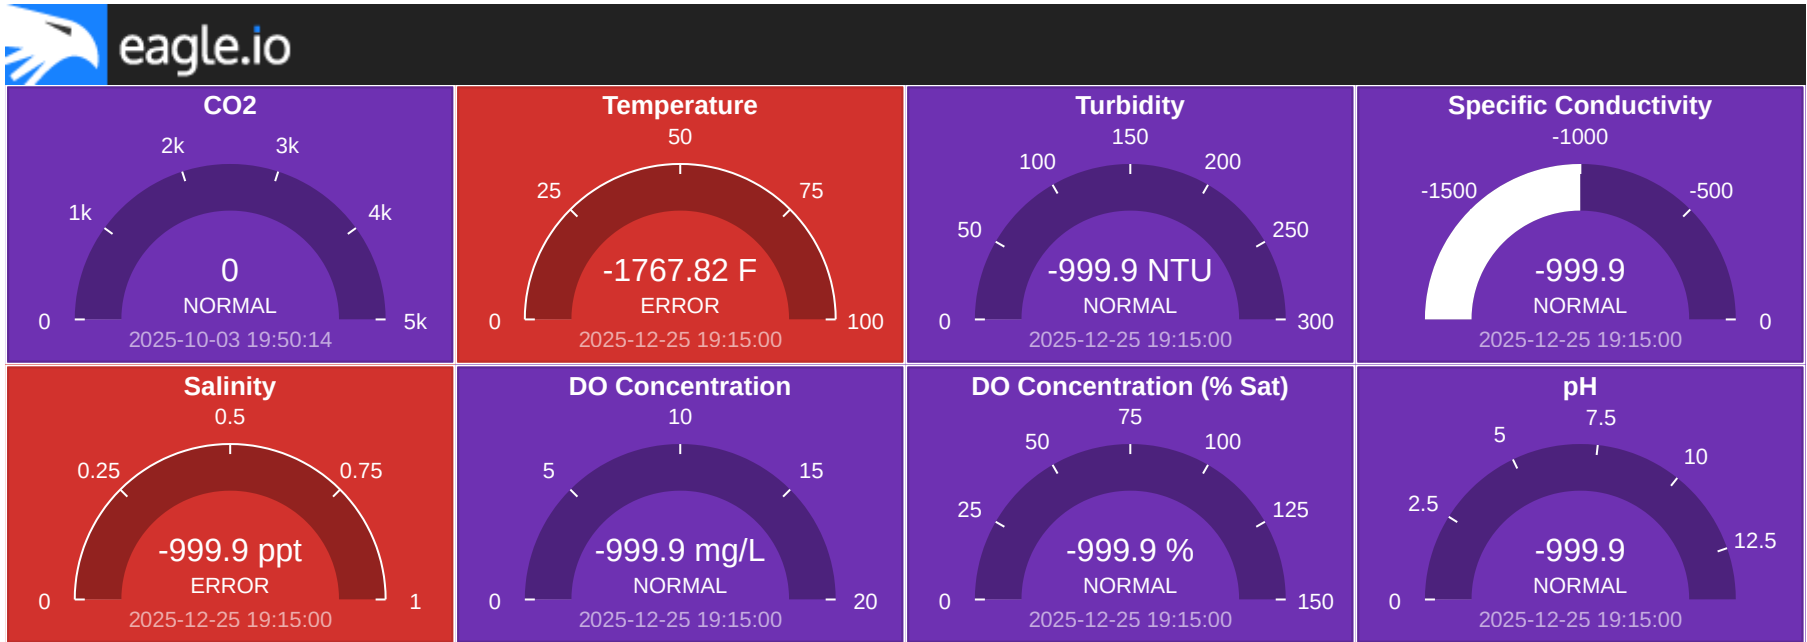 eagle.io
CO2
0
1k
2k
3k
4k
5k
0
NORMAL
2025-10-03 19:50:14
Temperature
0
25
50
75
100
-1767.82 F
ERROR
2025-12-25 19:15:00
Turbidity
0
50
100
150
200
250
300
-999.9 NTU
NORMAL
2025-12-25 19:15:00
Specific Conductivity
-1500
-1000
-500
0
-999.9
NORMAL
2025-12-25 19:15:00
Salinity
0
0.25
0.5
0.75
1
-999.9 ppt
ERROR
2025-12-25 19:15:00
DO Concentration
0
5
10
15
20
-999.9 mg/L
NORMAL
2025-12-25 19:15:00
DO Concentration (% Sat)
0
25
50
75
100
125
150
-999.9 %
NORMAL
2025-12-25 19:15:00
pH
0
2.5
5
7.5
10
12.5
-999.9
NORMAL
2025-12-25 19:15:00